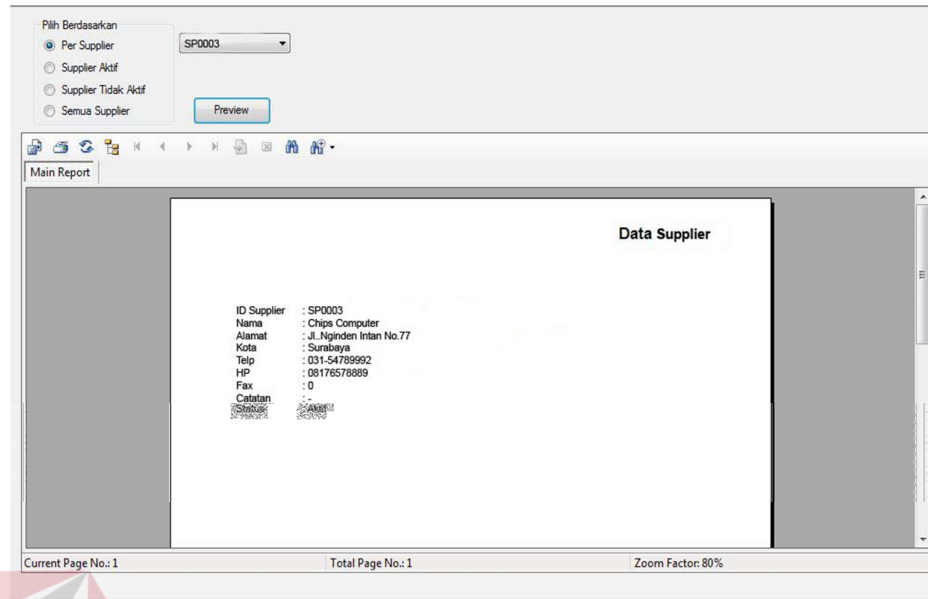 Pilih Berdasarkan
Per Supplier
SP0003
Supplier Aktif
Supplier Tidak Aktif
Semua Supplier
Preview
Main Report
Data Supplier
ID Supplier : SP0003
Nama : Chips Computer
Alamat : Jl..Nginden Intan No.77
Kota : Surabaya
Telp : 031-54789992
HP : 08176578889
Fax : 0
Catatan : -
Status : Aktif
Current Page No.: 1
Total Page No.: 1
Zoom Factor: 80%